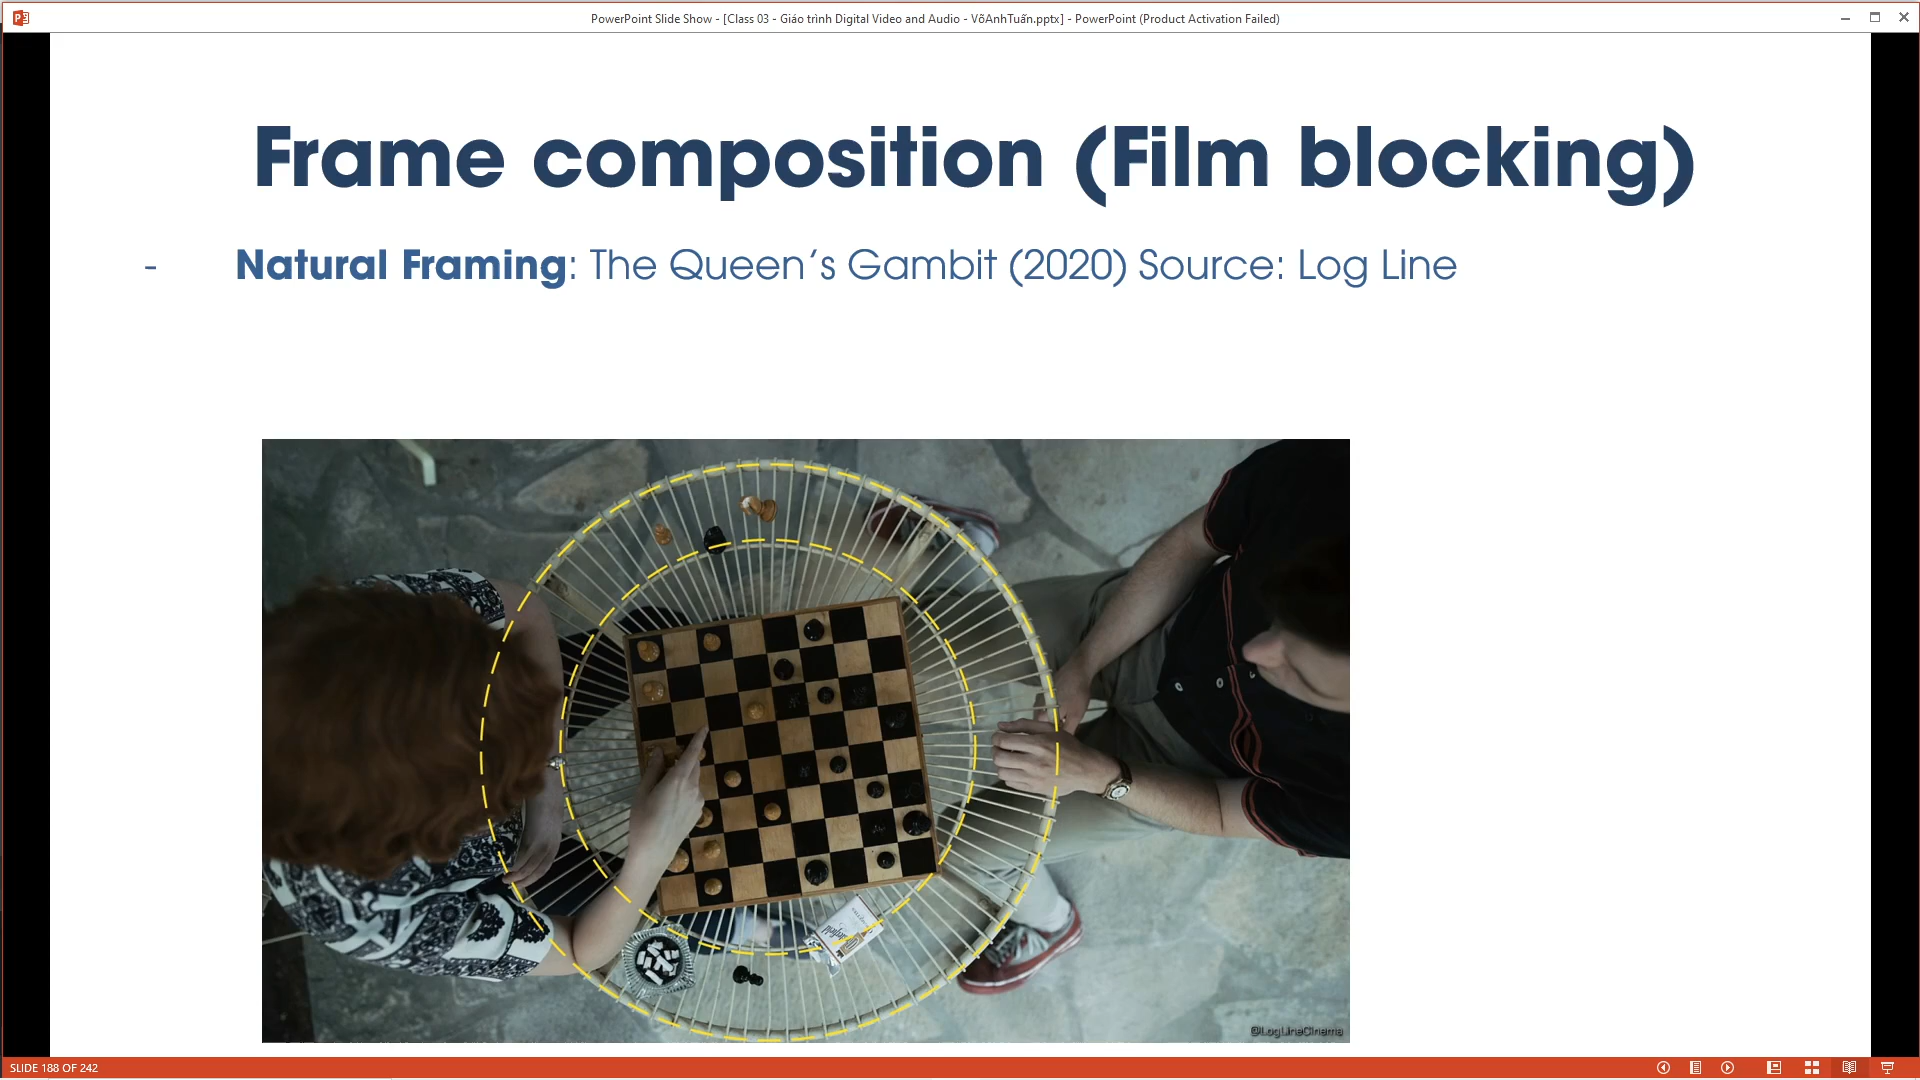 PowerPoint Slide Show - [Class 03 - Giáo trình Digital Video and Audio - VõAnhTuấn.pptx] - PowerPoint (Product Activation Failed)
Frame composition (Film blocking)
- Natural Framing: The Queen’s Gambit (2020) Source: Log Line
@LogLineCinema
SLIDE 188 OF 242